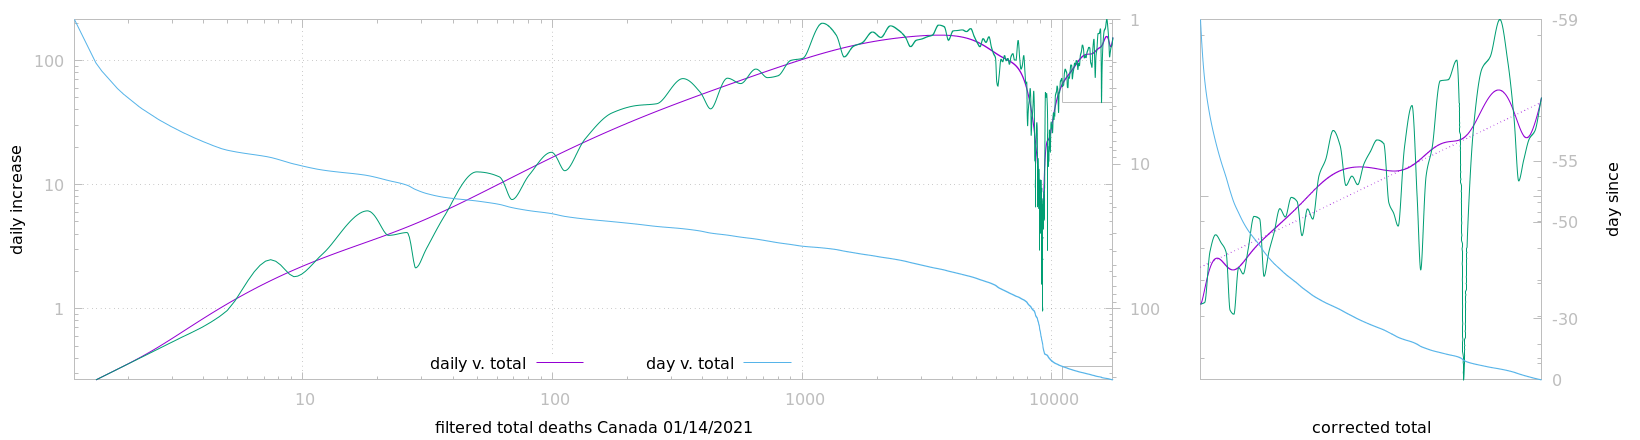 100
10
1
daily increase
10
100
1000
10000
1
10
100
daily v. total
day v. total
filtered total deaths Canada 01/14/2021
-59
-55
-50
-30
0
day since
corrected total